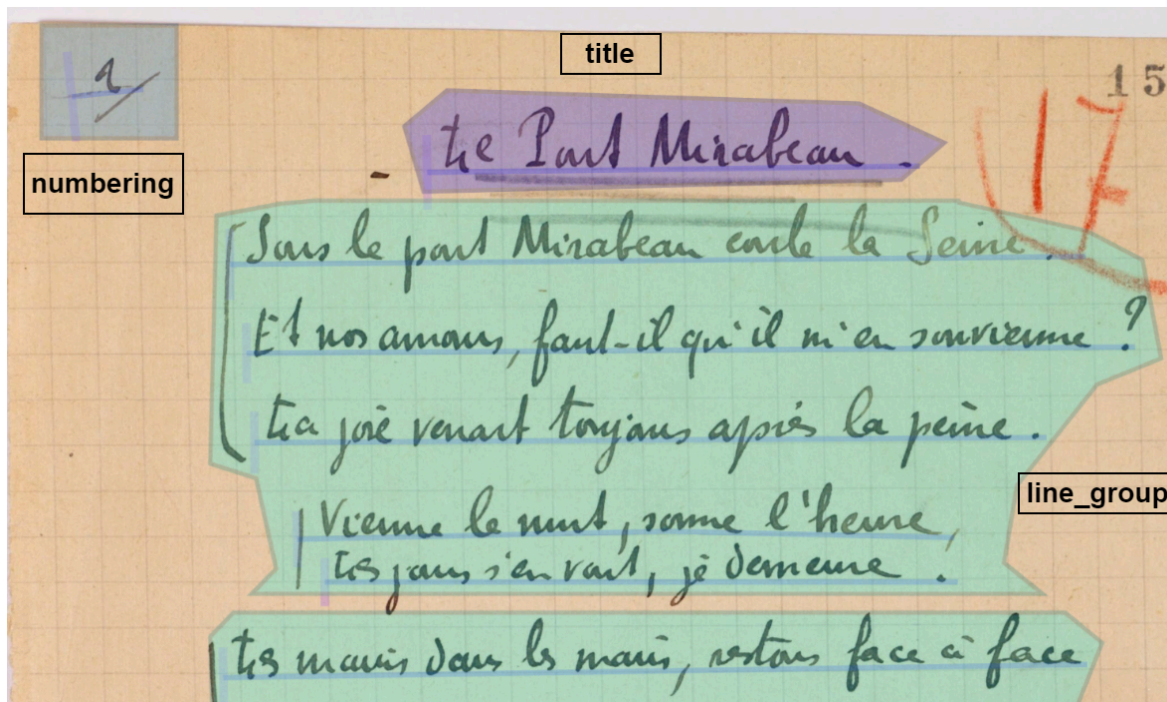 title
1
15
17
numbering
- Le Pont Mirabeau.
Sous le pont Mirabeau coule la Seine.
Et nos amours, faut-il qu'il m'en souvienne ?
La joie venait toujours après la peine.
line_group
Vienne la nuit, sonne l'heure,
Les jours s'en vont, je demeure.
Les mains dans les mains, restons face à face